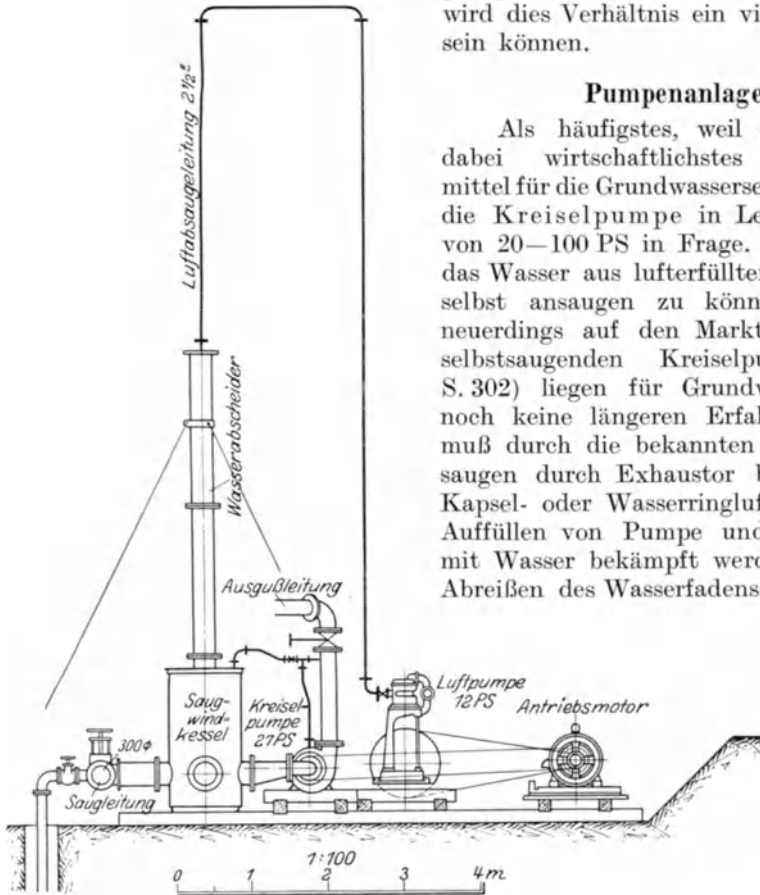 wird dies Verhältnis ein vi
sein können.
Pumpenanlage
Als häufigstes, weil
dabei wirtschaftlichstes
mittel für die Grundwasserse
die Kreiselpumpe in Le
von 20—100 PS in Frage.
das Wasser aus lufterfüllten
selbst ansaugen zu könn
neuerdings auf den Markt
selbstsaugenden Kreiselpu
S. 302) liegen für Grundw
noch keine längeren Erfah
muß durch die bekannten
saugen durch Exhaustor b
Kapsel- oder Wasserringluf
Auffüllen von Pumpe und
mit Wasser bekämpft werd
Abreißen des Wasserfadens
Luftabsaugeleitung 2½"
Wasserabscheider
Ausgußleitung
Saug-
wind-
kessel
Kreisel-
pumpe
27PS
Luftpumpe
12PS
Antriebsmotor
300⌀
Saugleitung
1:100
0 1 2 3 4m